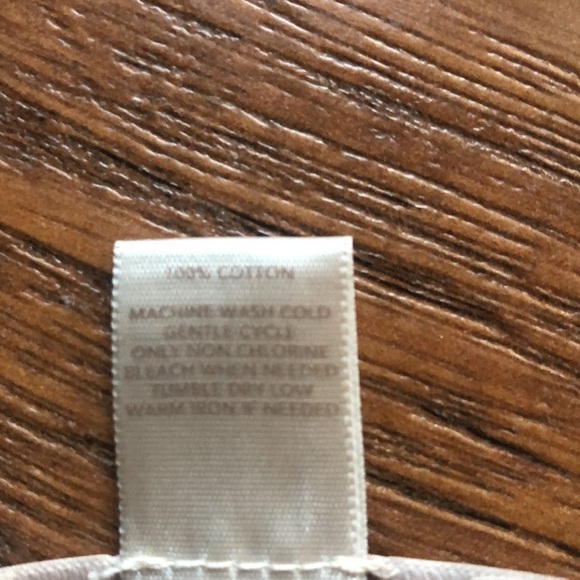 100% COTTON
MACHINE WASH COLD
GENTLE CYCLE
ONLY NON CHLORINE
BLEACH WHEN NEEDED
TUMBLE DRY LOW
WARM IRON IF NEEDED